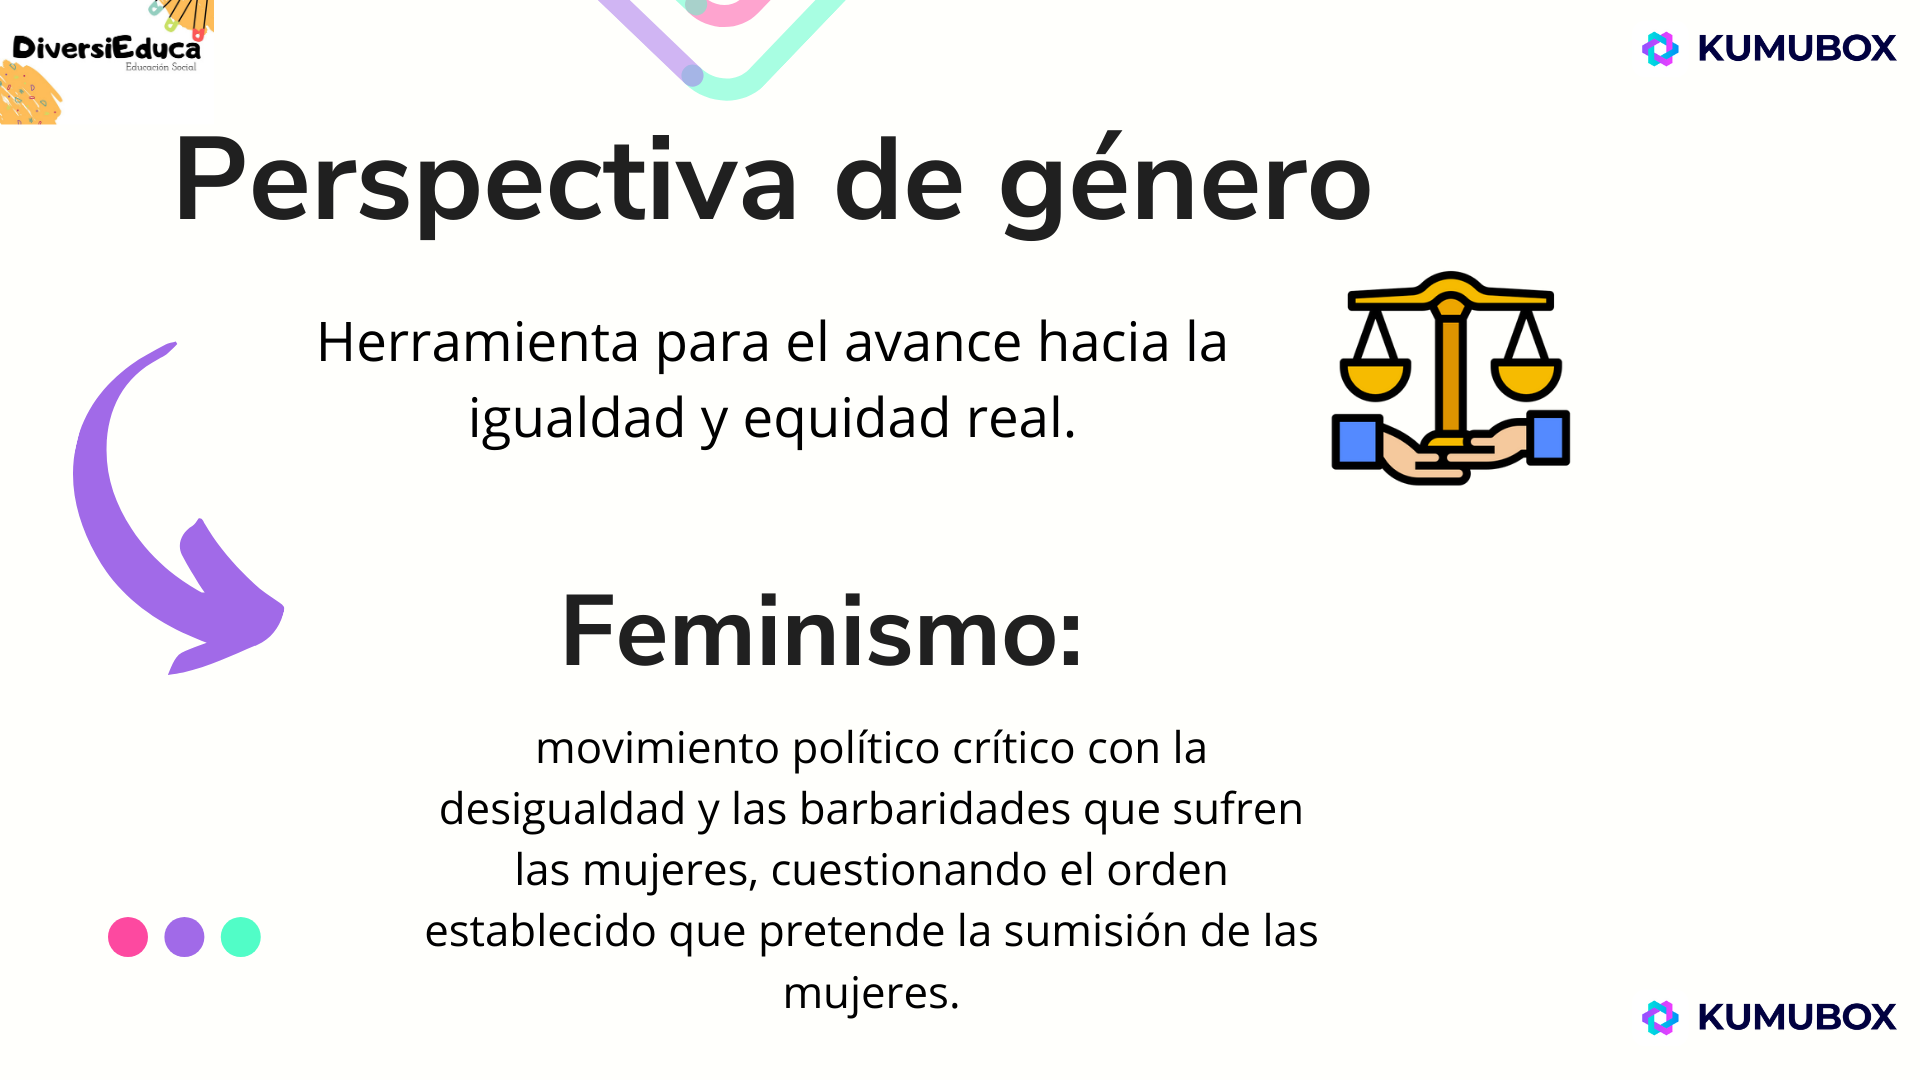 DiversiEduca
Educación Social
KUMUBOX
Perspectiva de género
Herramienta para el avance hacia la
igualdad y equidad real.
Feminismo:
movimiento político crítico con la
desigualdad y las barbaridades que sufren
las mujeres, cuestionando el orden
establecido que pretende la sumisión de las
mujeres.
KUMUBOX